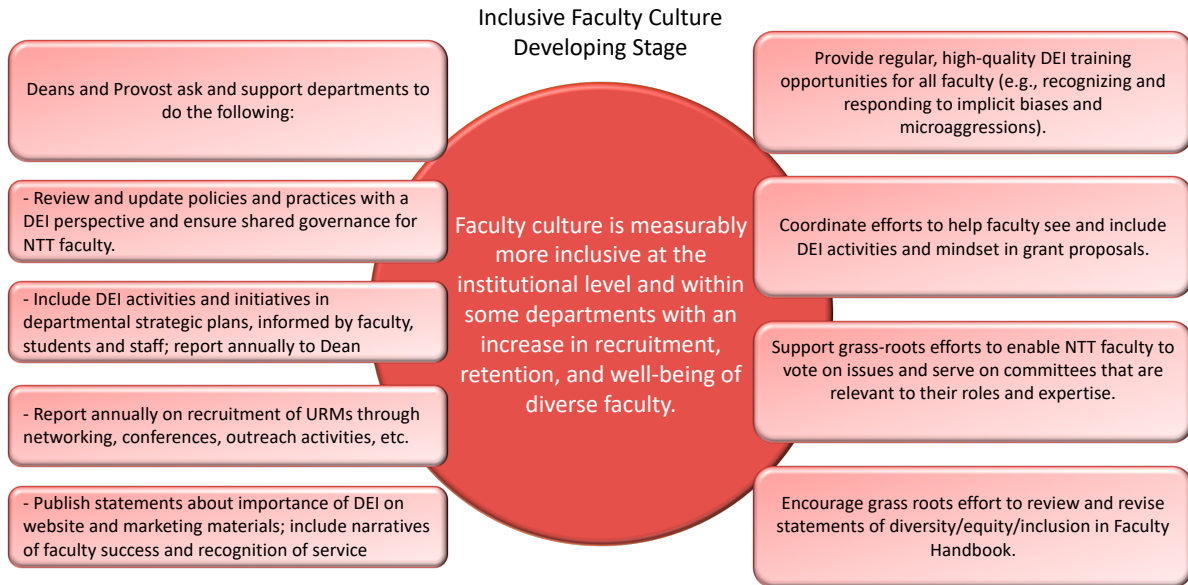 Inclusive Faculty Culture
Developing Stage
Deans and Provost ask and support departments to
do the following:
- Review and update policies and practices with a
DEI perspective and ensure shared governance for
NTT faculty.
- Include DEI activities and initiatives in
departmental strategic plans, informed by faculty,
students and staff; report annually to Dean
- Report annually on recruitment of URMs through
networking, conferences, outreach activities, etc.
- Publish statements about importance of DEI on
website and marketing materials; include narratives
of faculty success and recognition of service
Faculty culture is measurably
more inclusive at the
institutional level and within
some departments with an
increase in recruitment,
retention, and well-being of
diverse faculty.
Provide regular, high-quality DEI training
opportunities for all faculty (e.g., recognizing and
responding to implicit biases and
microaggressions).
Coordinate efforts to help faculty see and include
DEI activities and mindset in grant proposals.
Support grass-roots efforts to enable NTT faculty to
vote on issues and serve on committees that are
relevant to their roles and expertise.
Encourage grass roots effort to review and revise
statements of diversity/equity/inclusion in Faculty
Handbook.